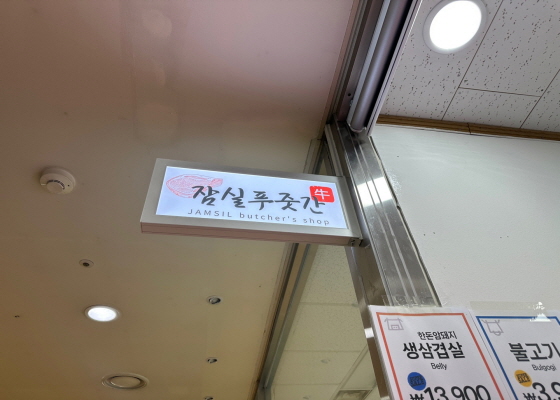 잠실푸줏간
牛
JAMSIL butcher's shop
한돈암돼지
생삼겹살
Belly
₩13,900
불고기
Bulgogi